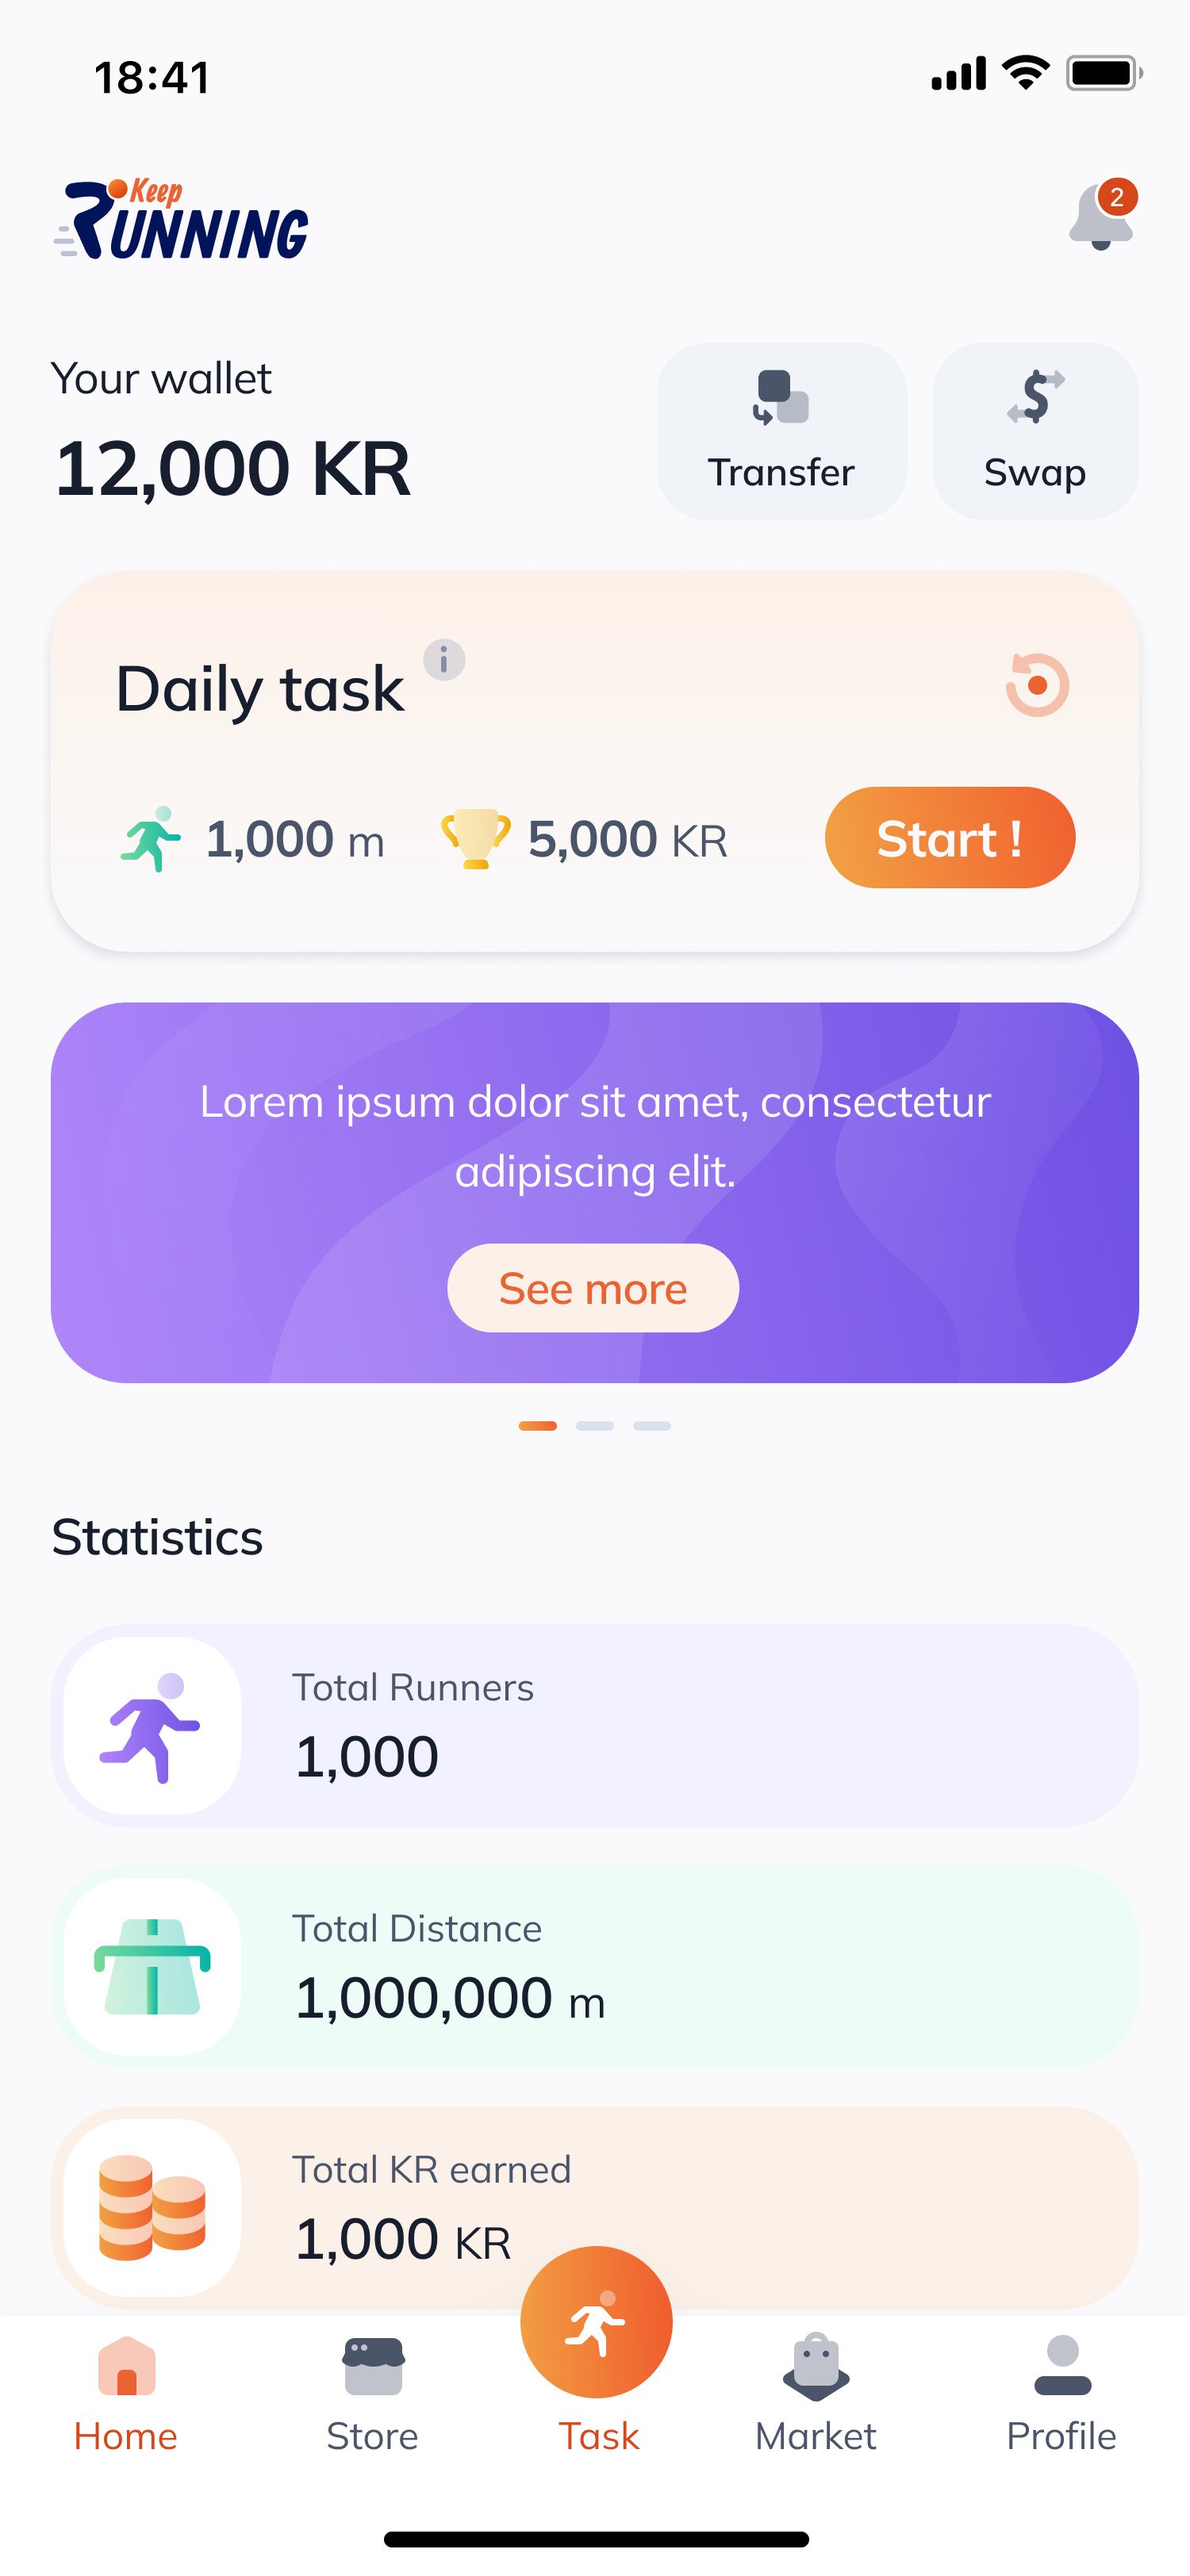 18:41
Keep
RUNNING
2
Your wallet
12,000 KR
Transfer
Swap
Daily task
1,000 m
5,000 KR
Start !
Lorem ipsum dolor sit amet, consectetur
adipiscing elit.
See more
Statistics
Total Runners
1,000
Total Distance
1,000,000 m
Total KR earned
1,000 KR
Home
Store
Task
Market
Profile